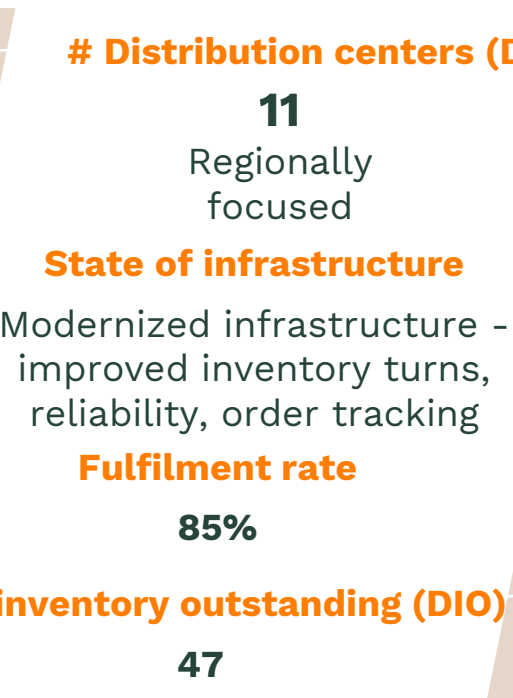 # Distribution centers (D
11
Regionally
focused
State of infrastructure
Modernized infrastructure -
improved inventory turns,
reliability, order tracking
Fulfilment rate
85%
inventory outstanding (DIO)
47